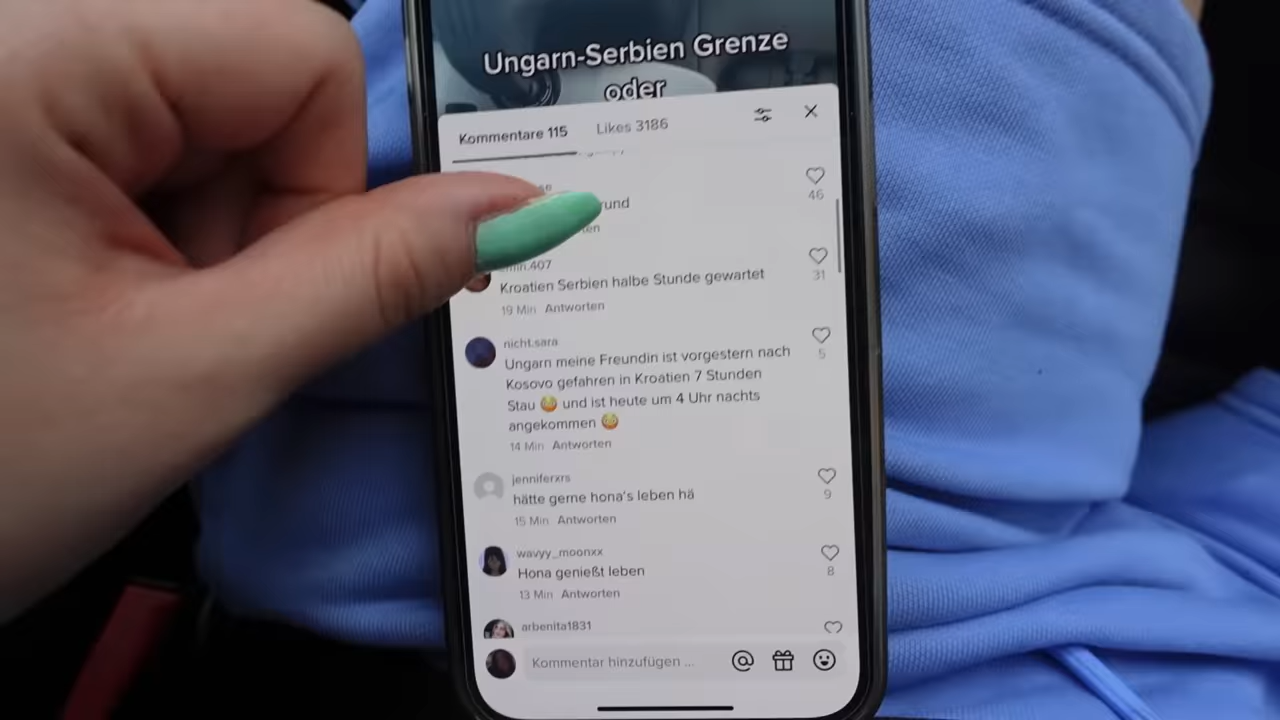 Ungarn-Serbien Grenze
oder
Kommentare 115
Likes 3186
46
Kroatien Serbien halbe Stunde gewartet
31
19 Min Antworten
nicht.sara
Ungarn meine Freundin ist vorgestern nach
Kosovo gefahren in Kroatien 7 Stunden
Stau 😳 und ist heute um 4 Uhr nachts
angekommen 😳
5
14 Min Antworten
jenniferxrs
hätte gerne hona's leben hä
9
15 Min Antworten
wavyy_moonxx
Hona genießt leben
8
13 Min Antworten
arbenita1831
Kommentar hinzufügen ...